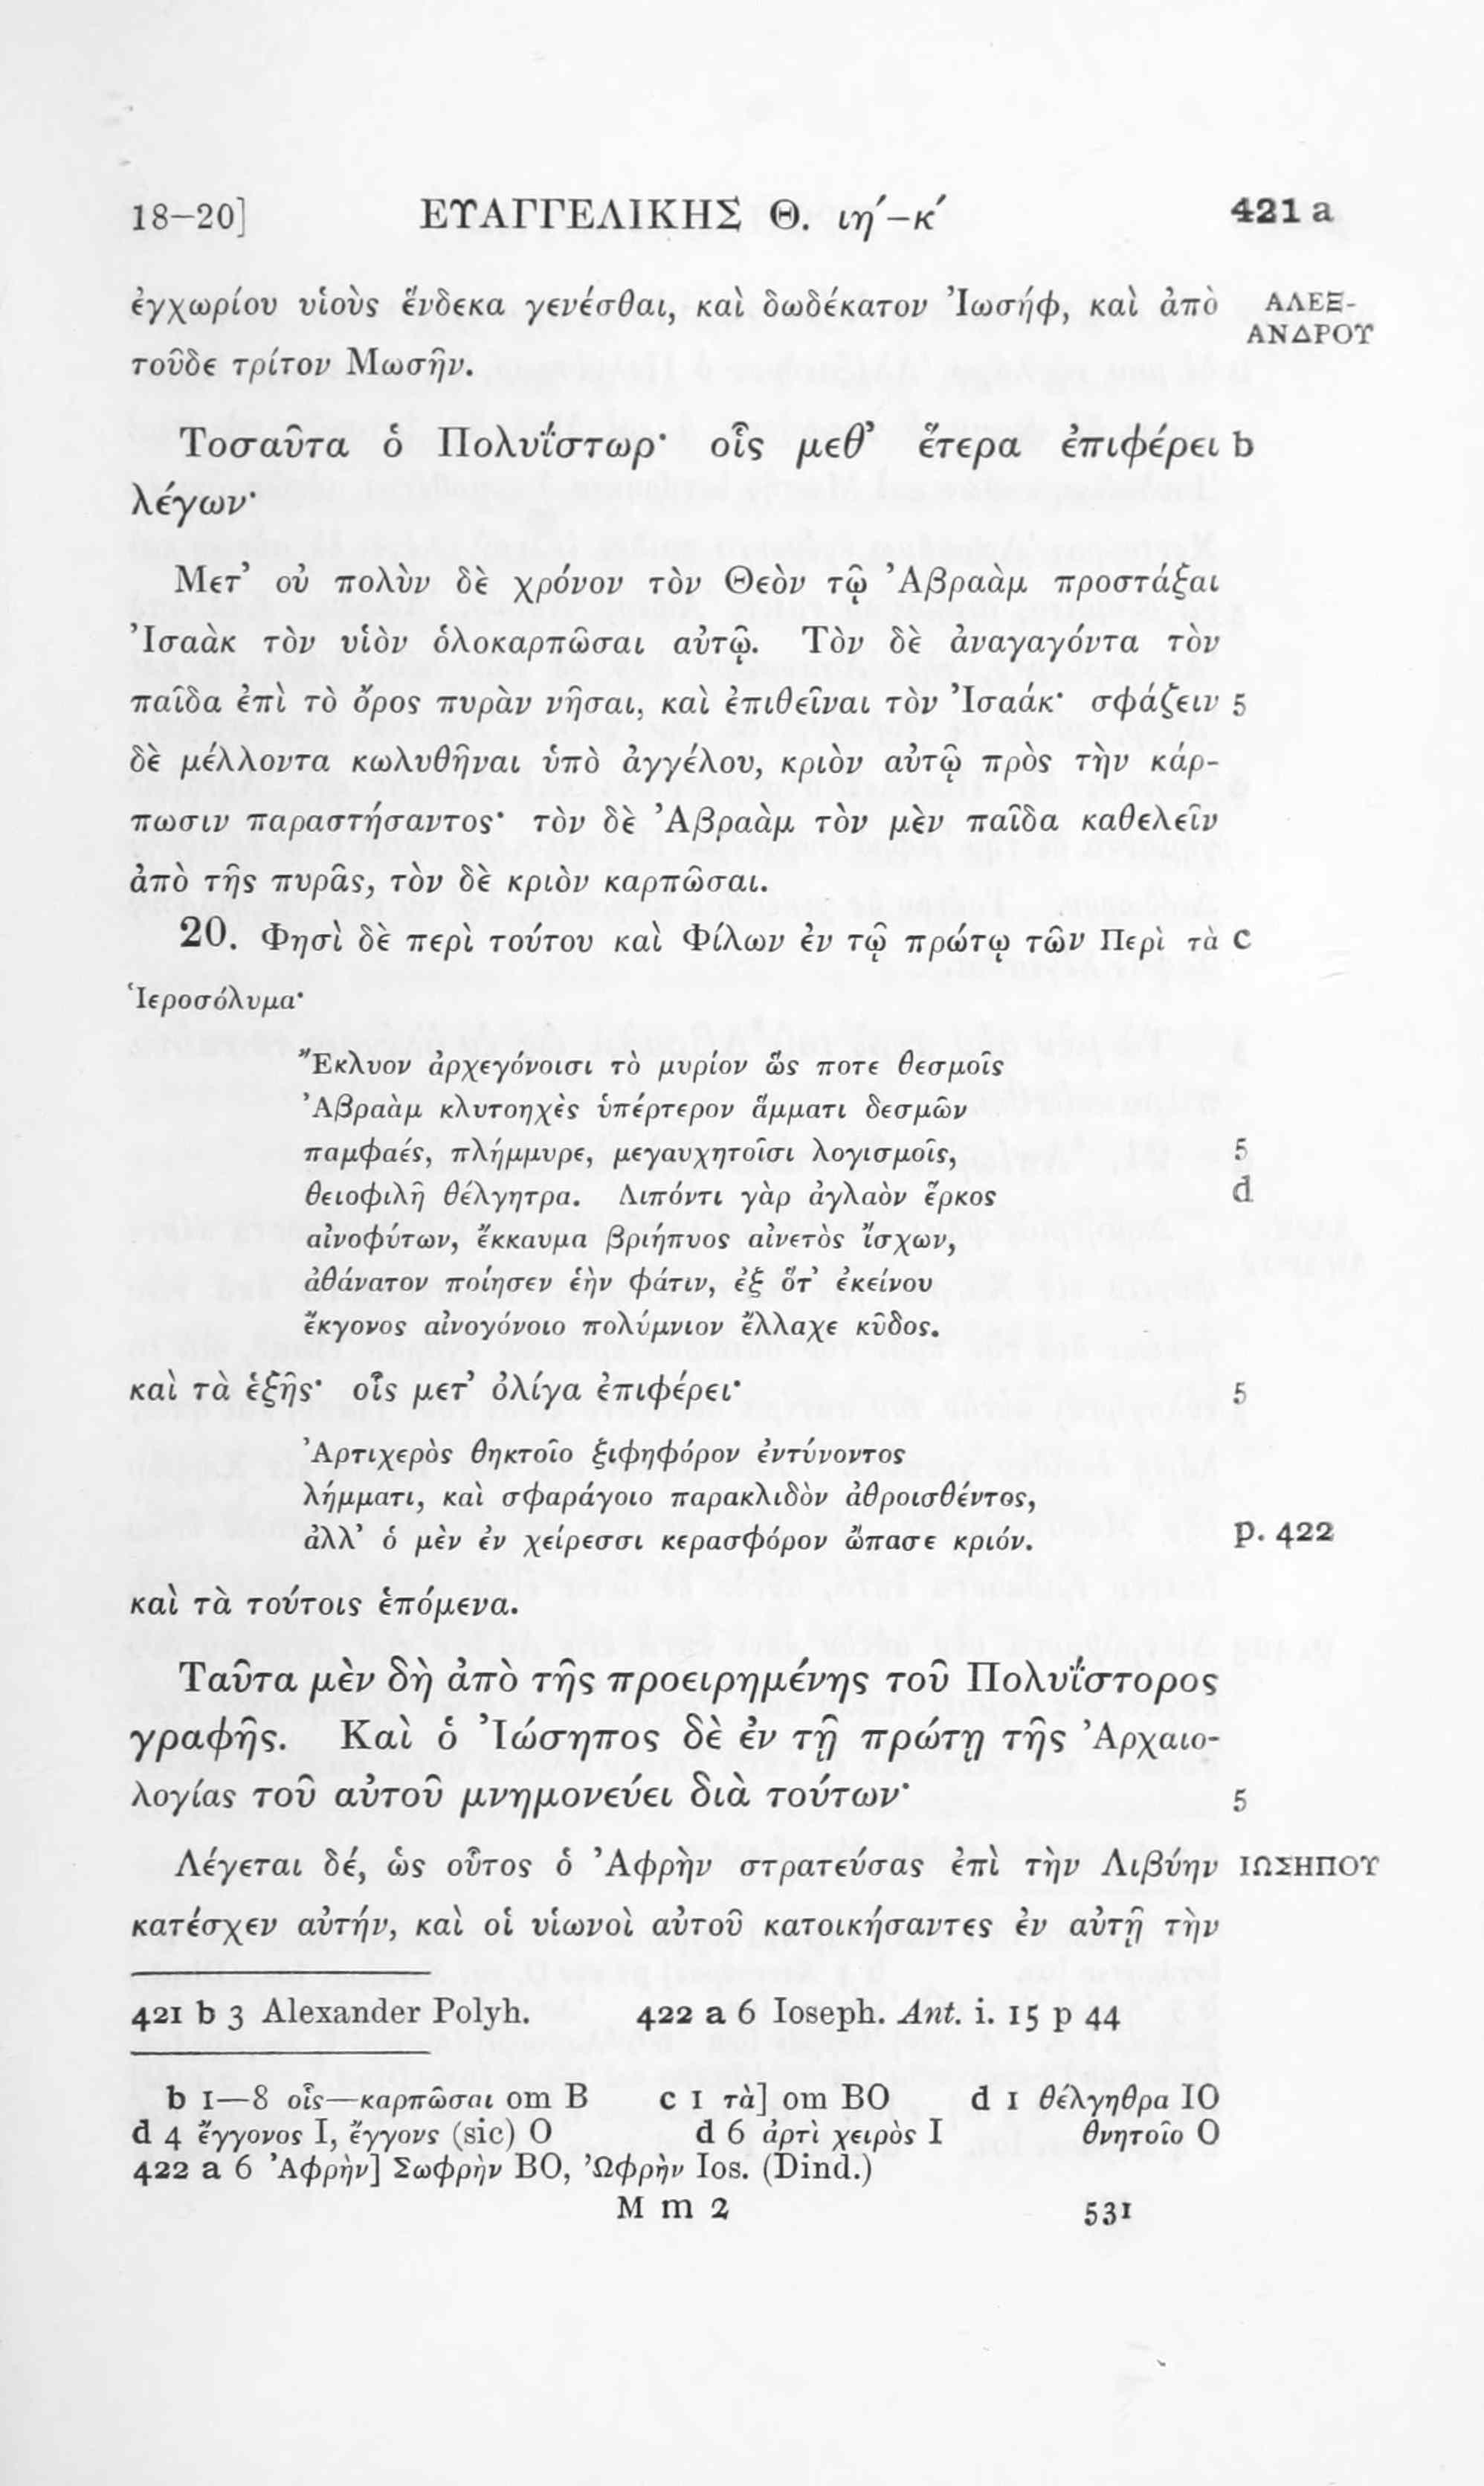 18–20] ΕΥΑΓΓΕΛΙΚΗΣ Θ. ιη´–κ´ 421 a
ἐγχωρίου υἱοὺς ἕνδεκα γενέσθαι, καὶ δωδέκατον Ἰωσήφ, καὶ ἀπὸ ΑΛΕΞ-
ΑΝΔΡΟΥ
τοῦδε τρίτον Μωσῆν.
Τοσαῦτα ὁ Πολυΐστωρ· οἷς μεθ’ ἕτερα ἐπιφέρει b
λέγων·
Μετ’ οὐ πολὺν δὲ χρόνον τὸν Θεὸν τῷ Ἀβραὰμ προστάξαι
Ἰσαὰκ τὸν υἱὸν ὁλοκαρπῶσαι αὐτῷ. Τὸν δὲ ἀναγαγόντα τὸν
παῖδα ἐπὶ τὸ ὄρος πυρὰν νῆσαι, καὶ ἐπιθεῖναι τὸν Ἰσαάκ· σφάζειν 5
δὲ μέλλοντα κωλυθῆναι ὑπὸ ἀγγέλου, κριὸν αὐτῷ πρὸς τὴν κάρ-
πωσιν παραστήσαντος· τὸν δὲ Ἀβραὰμ τὸν μὲν παῖδα καθελεῖν
ἀπὸ τῆς πυρᾶς, τὸν δὲ κριὸν καρπῶσαι.
20. Φησὶ δὲ περὶ τούτου καὶ Φίλων ἐν τῷ πρώτῳ τῶν Περὶ τὰ c
Ἱεροσόλυμα·
Ἔκλυον ἀρχεγόνοισι τὸ μυρίον ὥς ποτε θεσμοῖς
Ἀβραὰμ κλυτοηχὲς ὑπέρτερον ἅμματι δεσμῶν
παμφαές, πλήμμυρε, μεγαυχητοῖσι λογισμοῖς, 5
θειοφιλῆ θέλγητρα. Λιπόντι γὰρ ἀγλαὸν ἕρκος d
αἰνοφύτων, ἔκκαυμα βριήπυος αἰνετὸς ἴσχων,
ἀθάνατον ποίησεν ἑὴν φάτιν, ἐξ ὅτ’ ἐκείνου
ἔκγονος αἰνογόνοιο πολύμνιον ἔλλαχε κῦδος.
καὶ τὰ ἑξῆς· οἷς μετ’ ὀλίγα ἐπιφέρει· 5
Ἀρτιχερὸς θηκτοῖο ξιφηφόρον ἐντύνοντος
λήμματι, καὶ σφαράγοιο παρακλιδὸν ἀθροισθέντος,
ἀλλ’ ὁ μὲν ἐν χείρεσσι κερασφόρον ὤπασε κριόν. p. 422
καὶ τὰ τούτοις ἑπόμενα.
Ταῦτα μὲν δὴ ἀπὸ τῆς προειρημένης τοῦ Πολυΐστορος
γραφῆς. Καὶ ὁ Ἰώσηπος δὲ ἐν τῇ πρώτῃ τῆς Ἀρχαιο-
λογίας τοῦ αὐτοῦ μνημονεύει διὰ τούτων· 5
Λέγεται δέ, ὡς οὗτος ὁ Ἀφρὴν στρατεύσας ἐπὶ τὴν Λιβύην ΙΩΣΗΠΟΥ
κατέσχεν αὐτήν, καὶ οἱ υἱωνοὶ αὐτοῦ κατοικήσαντες ἐν αὐτῇ τὴν
421 b 3 Alexander Polyh. 422 a 6 Ioseph. Ant. i. 15 p 44
b 1—8 οἷς—καρπῶσαι om B c 1 τὰ] om BO d 1 θέλγηθρα IO
d 4 ἔγγονος I, ἔγγονς (sic) O d 6 ἀρτὶ χειρὸς I θνητοῖο O
422 a 6 Ἀφρὴν] Σωφρὴν BO, Ὠφρὴν Ios. (Dind.)
M m 2 531